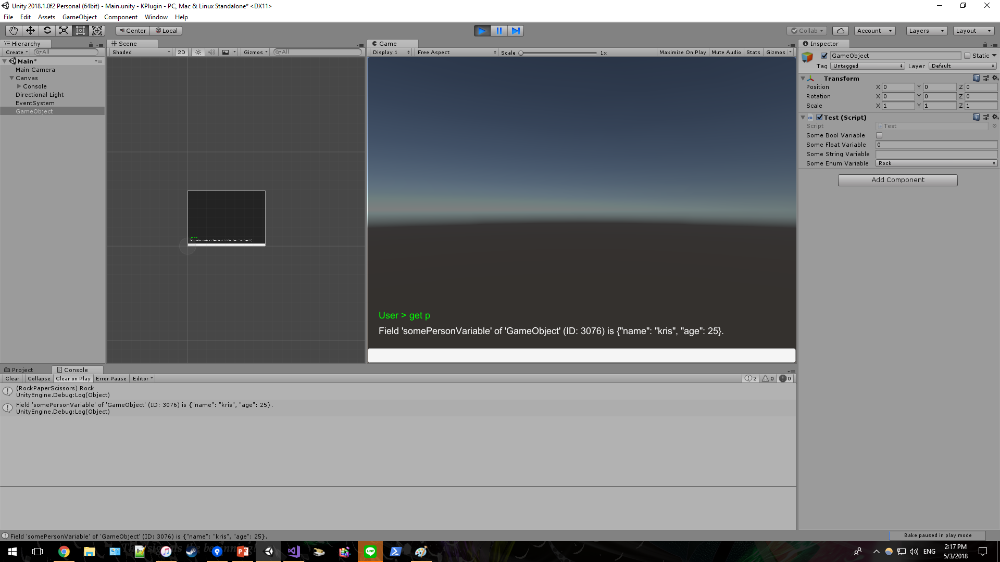 Unity 2018.1.0f2 Personal (64bit) - Main.unity - KPlugin - PC, Mac & Linux Standalone* <DX11>
File Edit Assets GameObject Component Window Help
Center Local Collab Account Layers Layout
Hierarchy
Create All
Main*
Main Camera
Canvas
Console
Directional Light
EventSystem
GameObject
Scene
Shaded 2D Gizmos All
Game
Display 1 Free Aspect Scale 1x Maximize On Play Mute Audio Stats Gizmos
User > get p
Field 'somePersonVariable' of 'GameObject' (ID: 3076) is {"name": "kris", "age": 25}.
Inspector
GameObject Static
Tag Untagged Layer Default
Transform
Position X 0 Y 0 Z 0
Rotation X 0 Y 0 Z 0
Scale X 1 Y 1 Z 1
Test (Script)
Script Test
Some Bool Variable
Some Float Variable 0
Some String Variable
Some Enum Variable Rock
Add Component
Project Console
Clear Collapse Clear on Play Error Pause Editor 2 0 0
(RockPaperScissors) Rock
UnityEngine.Debug:Log(Object)
Field 'somePersonVariable' of 'GameObject' (ID: 3076) is {"name": "kris", "age": 25}.
UnityEngine.Debug:Log(Object)
Field 'somePersonVariable' of 'GameObject' (ID: 3076) is {"name": "kris", "age": 25}.
Bake paused in play mode
LINE
ENG
2:17 PM
5/3/2018